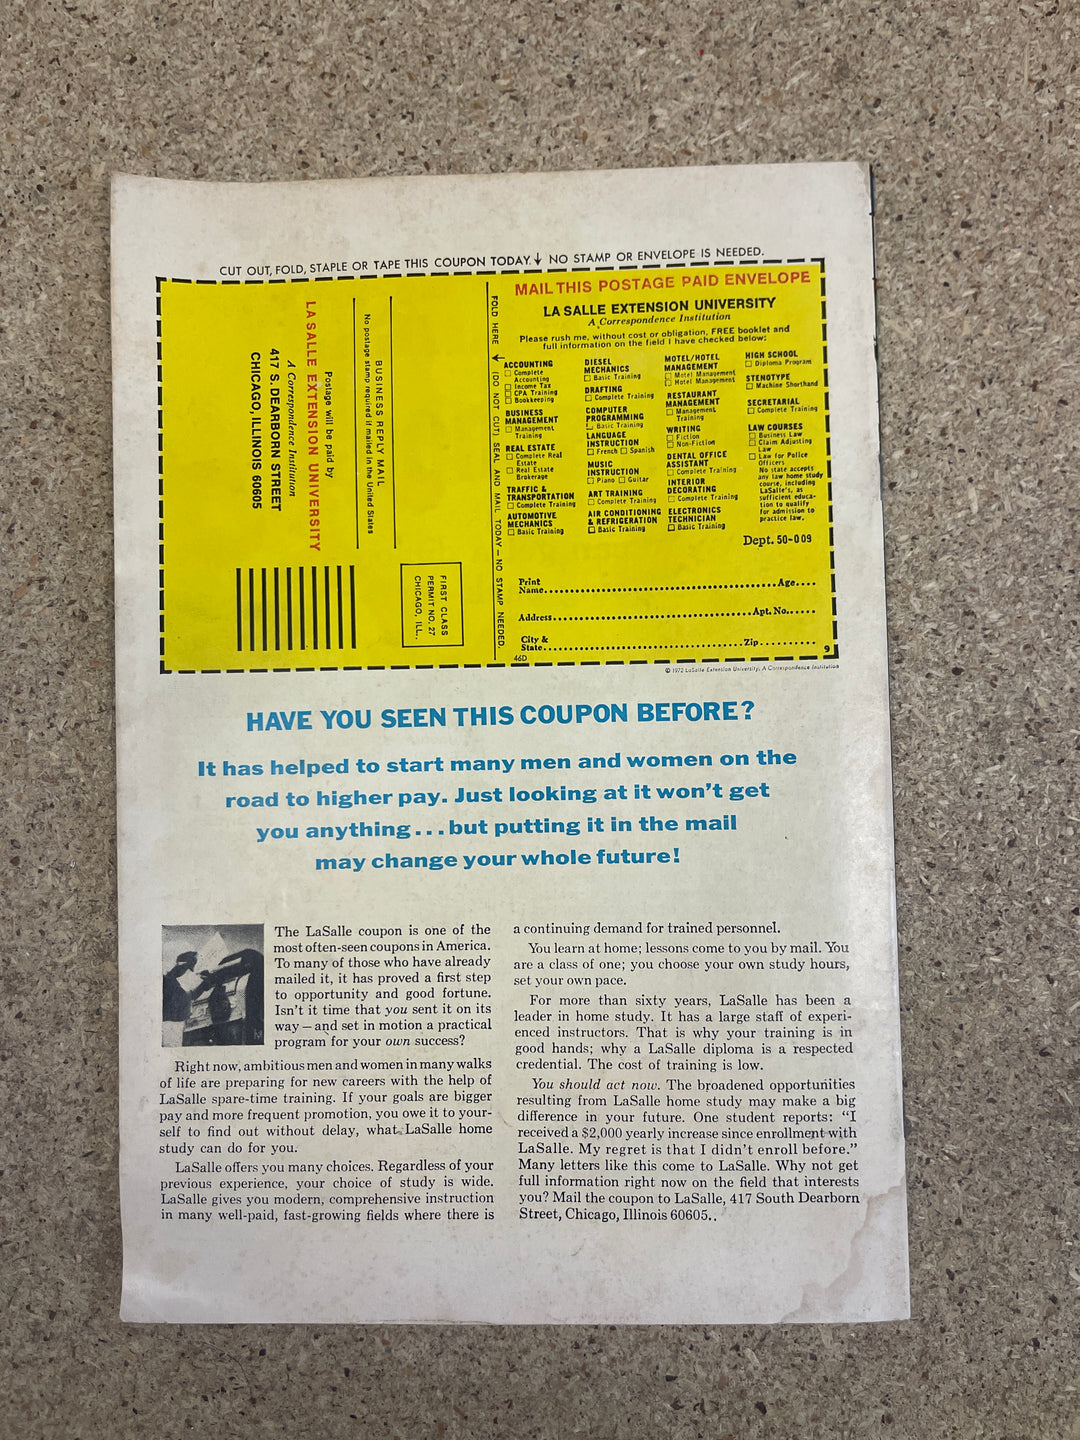 CUT OUT, FOLD, STAPLE OR TAPE THIS COUPON TODAY. ↓ NO STAMP OR ENVELOPE IS NEEDED.
BUSINESS REPLY MAIL
No postage stamp required if mailed in the United States
Postage will be paid by
LA SALLE EXTENSION UNIVERSITY
A Correspondence Institution
417 S. DEARBORN STREET
CHICAGO, ILLINOIS 60605
FIRST CLASS
PERMIT NO. 27
CHICAGO, ILL.
FOLD HERE ↓ (DO NOT CUT) SEAL AND MAIL TODAY — NO STAMP NEEDED.
MAIL THIS POSTAGE PAID ENVELOPE
LA SALLE EXTENSION UNIVERSITY
A Correspondence Institution
Please rush me, without cost or obligation, FREE booklet and
full information on the field I have checked below:
ACCOUNTING
☐ Complete
Accounting
☐ Income Tax
☐ CPA Training
☐ Bookkeeping
BUSINESS
MANAGEMENT
☐ Management
Training
REAL ESTATE
☐ Complete Real
Estate
☐ Real Estate
Brokerage
TRAFFIC &
TRANSPORTATION
☐ Complete Training
AUTOMOTIVE
MECHANICS
☐ Basic Training
DIESEL
MECHANICS
☐ Basic Training
DRAFTING
☐ Complete Training
COMPUTER
PROGRAMMING
☐ Basic Training
LANGUAGE
INSTRUCTION
☐ French ☐ Spanish
MUSIC
INSTRUCTION
☐ Piano ☐ Guitar
ART TRAINING
☐ Complete Training
AIR CONDITIONING
& REFRIGERATION
☐ Basic Training
MOTEL/HOTEL
MANAGEMENT
☐ Motel Management
☐ Hotel Management
RESTAURANT
MANAGEMENT
☐ Management
Training
WRITING
☐ Fiction
☐ Non-Fiction
DENTAL OFFICE
ASSISTANT
☐ Complete Training
INTERIOR
DECORATING
☐ Complete Training
ELECTRONICS
TECHNICIAN
☐ Basic Training
HIGH SCHOOL
☐ Diploma Program
STENOTYPE
☐ Machine Shorthand
SECRETARIAL
☐ Complete Training
LAW COURSES
☐ Business Law
☐ Claim Adjusting
Law
☐ Law for Police
Officers
No state accepts
any law home study
course, including
LaSalle's, as
sufficient educa-
tion to qualify
for admission to
practice law.
Dept. 50-009
Print
Name........Age....
Address........Apt. No.....
City &
State........Zip..........
46D
9
© 1972 LaSalle Extension University, A Correspondence Institution
HAVE YOU SEEN THIS COUPON BEFORE?
It has helped to start many men and women on the
road to higher pay. Just looking at it won't get
you anything...but putting it in the mail
may change your whole future!
The LaSalle coupon is one of the
most often-seen coupons in America.
To many of those who have already
mailed it, it has proved a first step
to opportunity and good fortune.
Isn't it time that you sent it on its
way — and set in motion a practical
program for your own success?
Right now, ambitious men and women in many walks
of life are preparing for new careers with the help of
LaSalle spare-time training. If your goals are bigger
pay and more frequent promotion, you owe it to your-
self to find out without delay, what LaSalle home
study can do for you.
LaSalle offers you many choices. Regardless of your
previous experience, your choice of study is wide.
LaSalle gives you modern, comprehensive instruction
in many well-paid, fast-growing fields where there is
a continuing demand for trained personnel.
You learn at home; lessons come to you by mail. You
are a class of one; you choose your own study hours,
set your own pace.
For more than sixty years, LaSalle has been a
leader in home study. It has a large staff of experi-
enced instructors. That is why your training is in
good hands; why a LaSalle diploma is a respected
credential. The cost of training is low.
You should act now. The broadened opportunities
resulting from LaSalle home study may make a big
difference in your future. One student reports: "I
received a $2,000 yearly increase since enrollment with
LaSalle. My regret is that I didn't enroll before."
Many letters like this come to LaSalle. Why not get
full information right now on the field that interests
you? Mail the coupon to LaSalle, 417 South Dearborn
Street, Chicago, Illinois 60605..